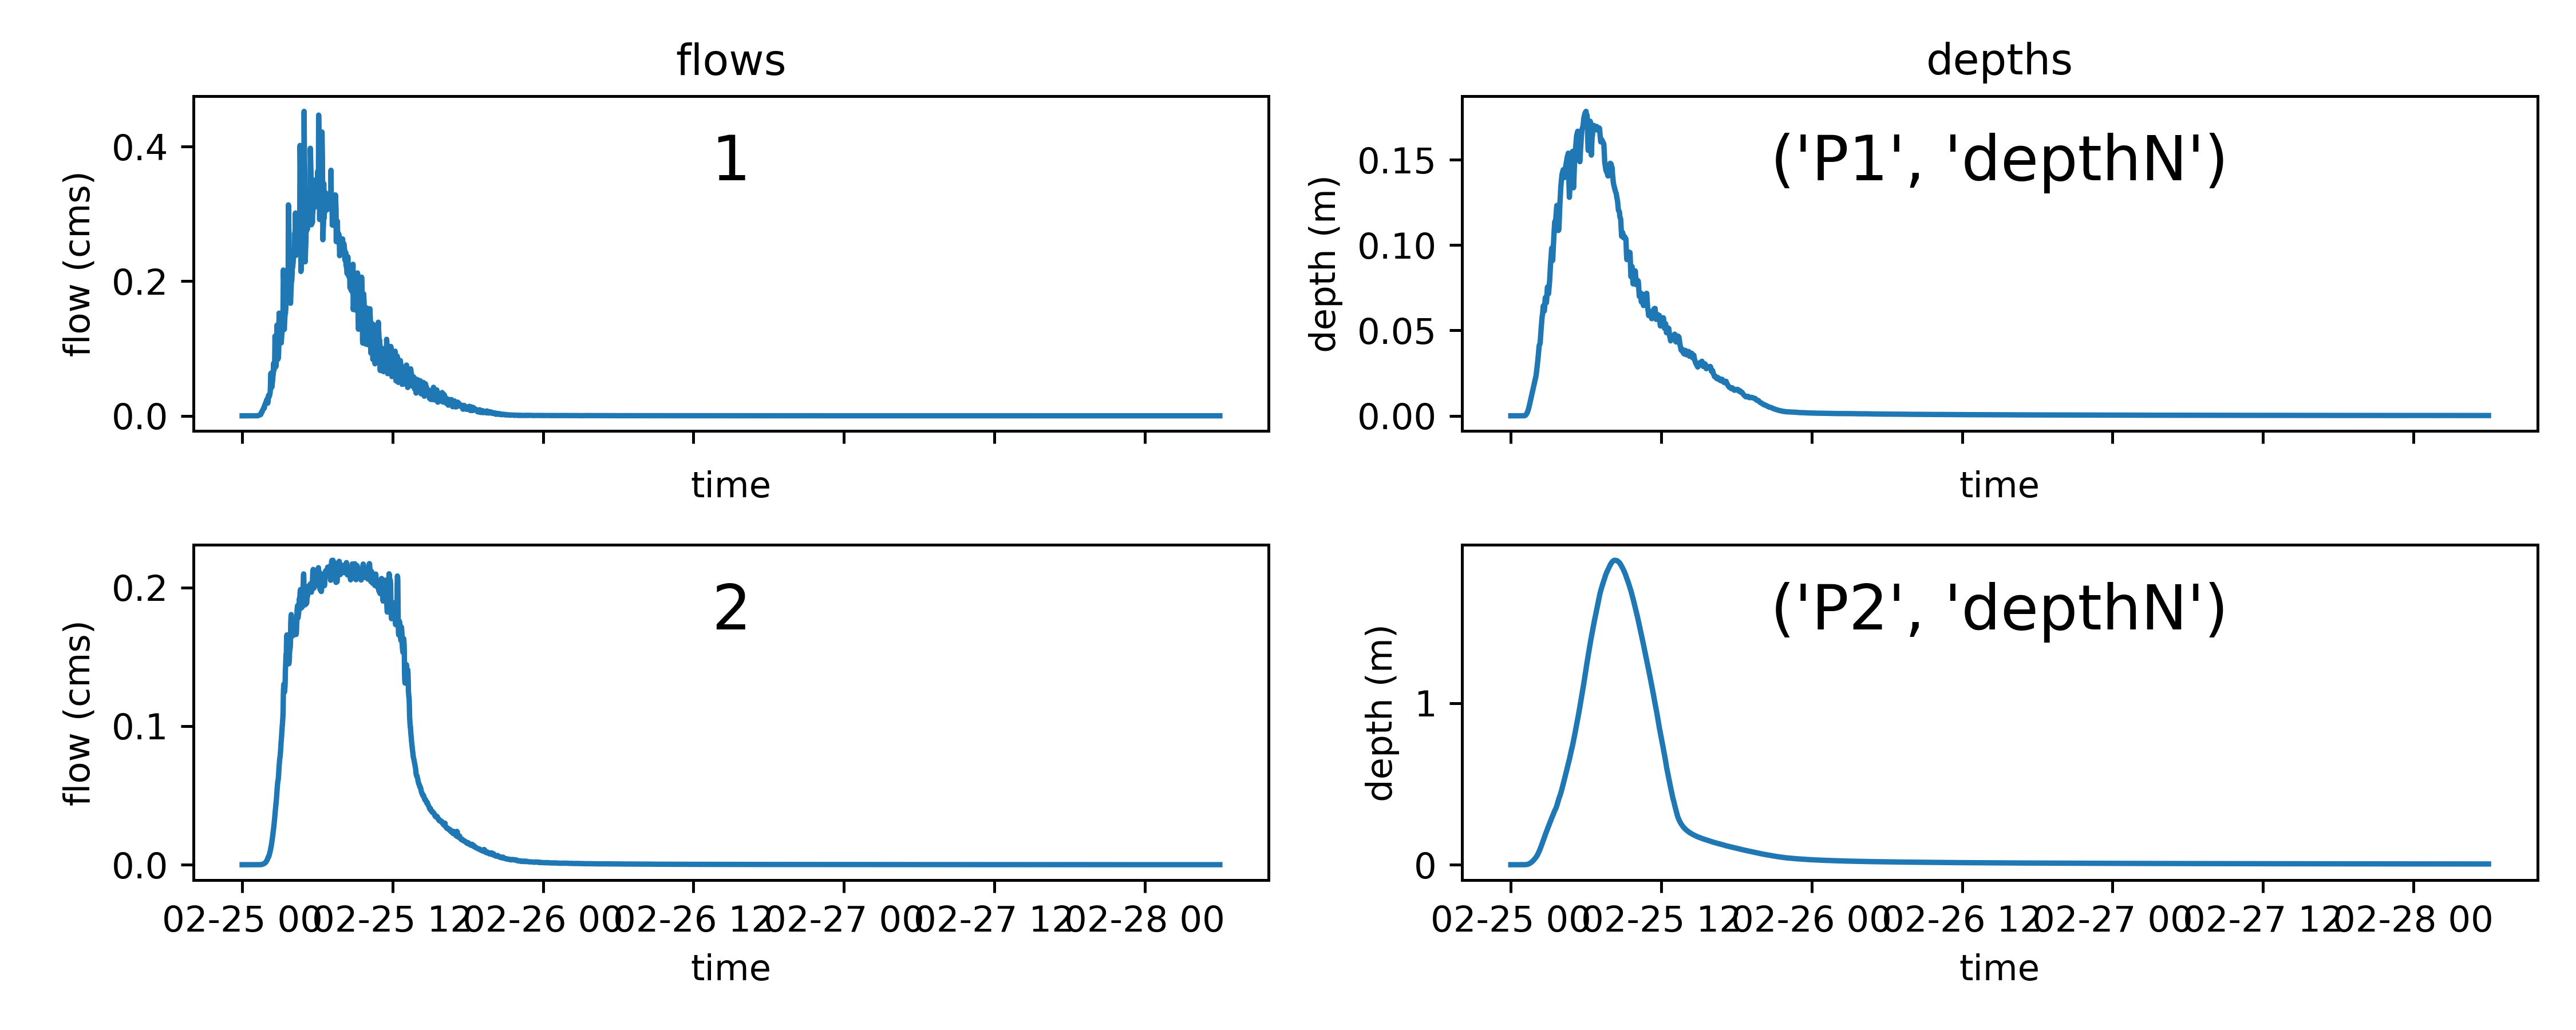 flows
depths
0.4
0.2
0.0
flow (cms)
1
time
0.15
0.10
0.05
0.00
depth (m)
('P1', 'depthN')
time
0.2
0.1
0.0
flow (cms)
2
02-25 00 02-25 12 02-26 00 02-26 12 02-27 00 02-27 12 02-28 00
time
1
0
depth (m)
('P2', 'depthN')
02-25 00 02-25 12 02-26 00 02-26 12 02-27 00 02-27 12 02-28 00
time